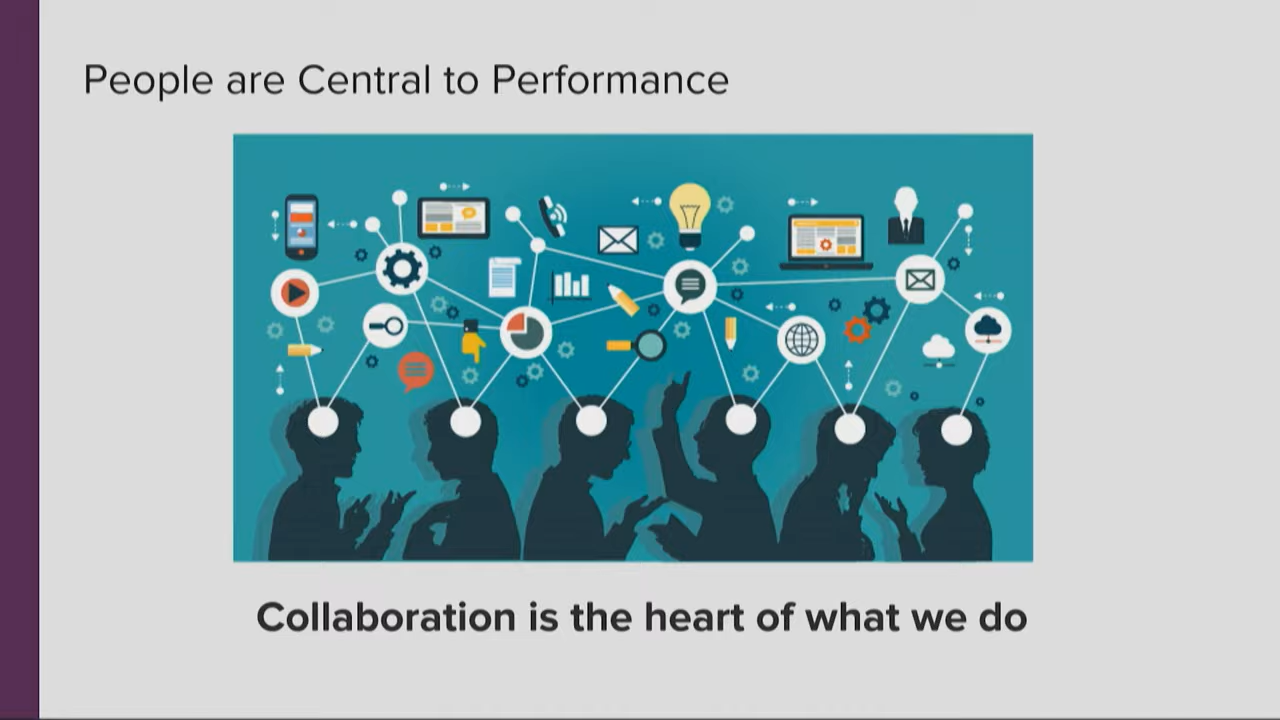 People are Central to Performance
Collaboration is the heart of what we do